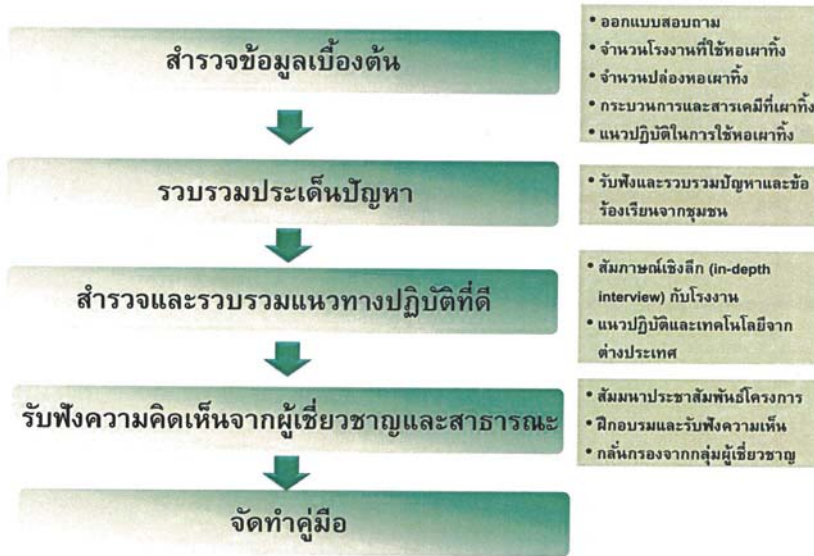 สำรวจข้อมูลเบื้องต้น
• ออกแบบสอบถาม
• จำนวนโรงงานที่ใช้หอเผาทิ้ง
• จำนวนปล่องหอเผาทิ้ง
• กระบวนการและสารเคมีที่เผาทิ้ง
• แนวปฏิบัติในการใช้หอเผาทิ้ง
รวบรวมประเด็นปัญหา
• รับฟังและรวบรวมปัญหาและข้อ
ร้องเรียนจากชุมชน
สำรวจและรวบรวมแนวทางปฏิบัติที่ดี
• สัมภาษณ์เชิงลึก (in-depth
interview) กับโรงงาน
• แนวปฏิบัติและเทคโนโลยีจาก
ต่างประเทศ
รับฟังความคิดเห็นจากผู้เชี่ยวชาญและสาธารณะ
• สัมมนาประชาสัมพันธ์โครงการ
• ฝึกอบรมและรับฟังความเห็น
• กลั่นกรองจากกลุ่มผู้เชี่ยวชาญ
จัดทำคู่มือ